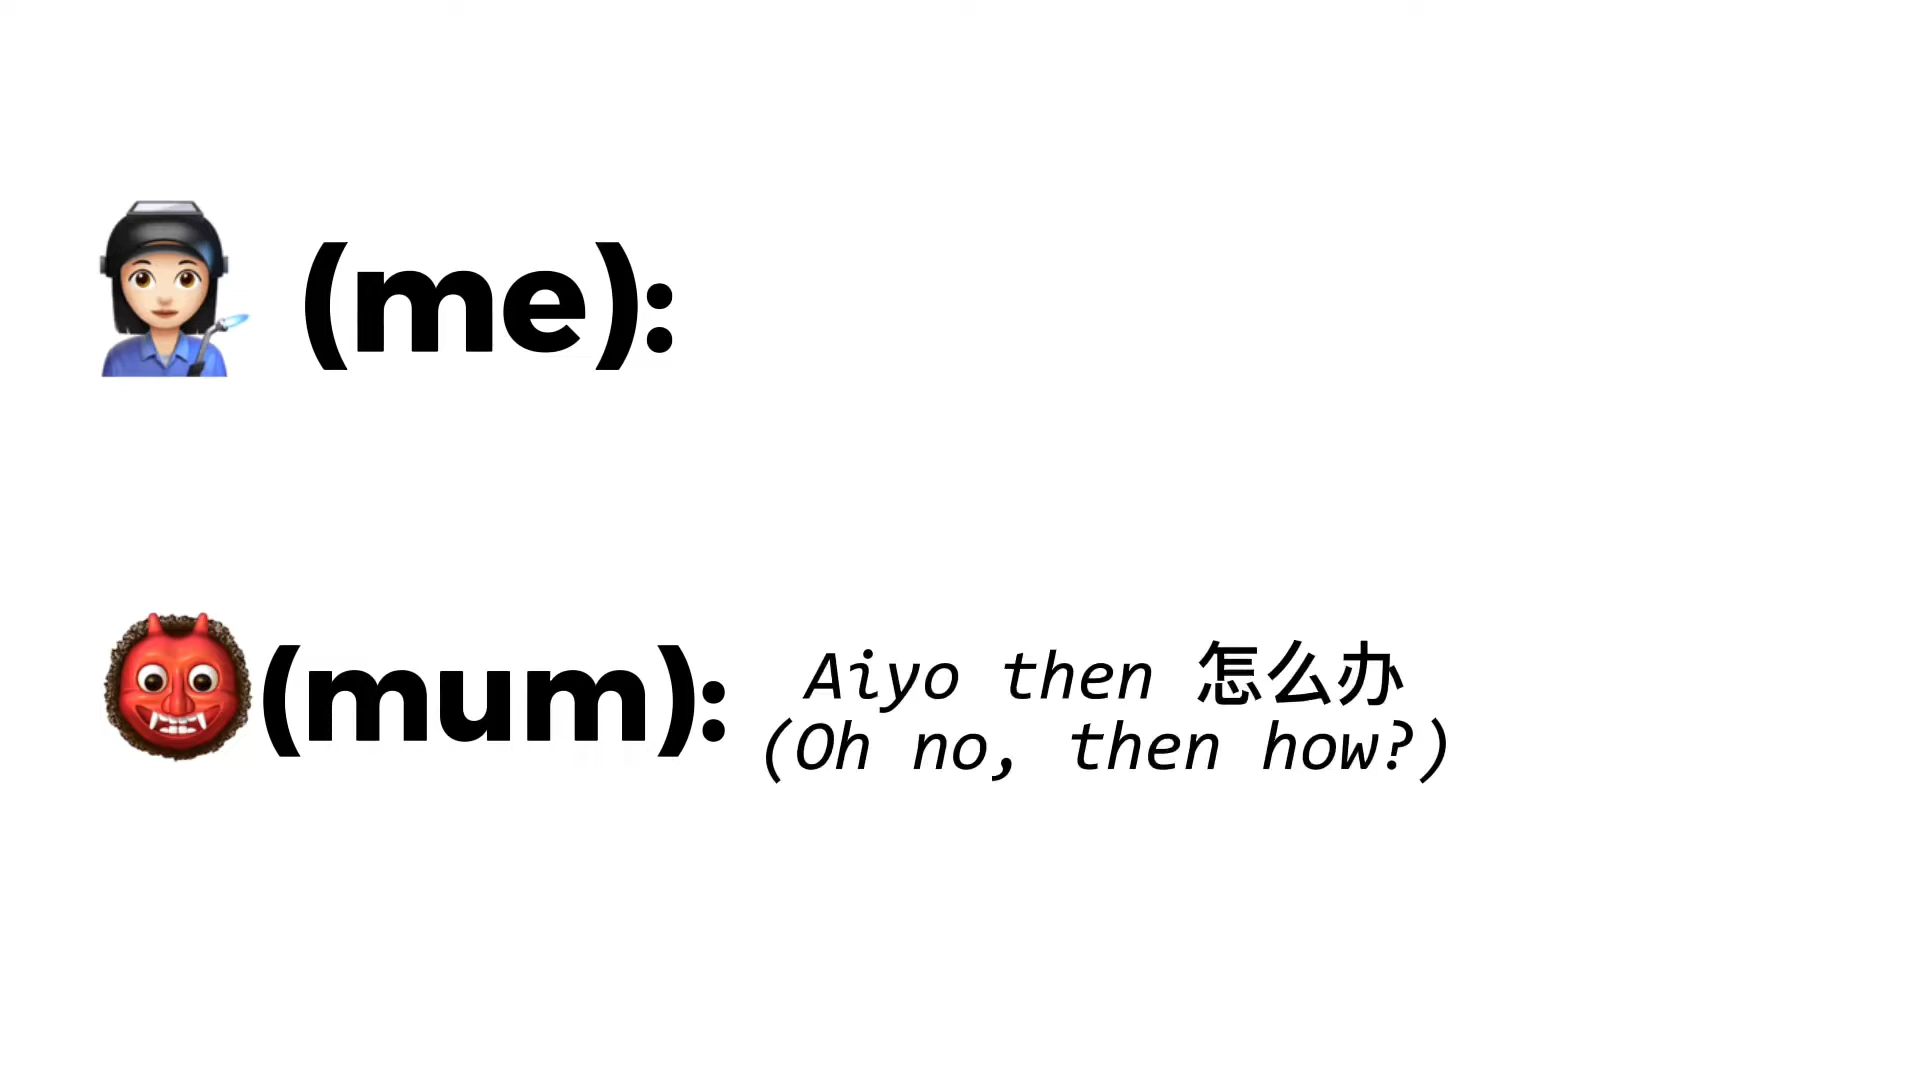 (me):
(mum): Aiyo then 怎么办
(Oh no, then how?)